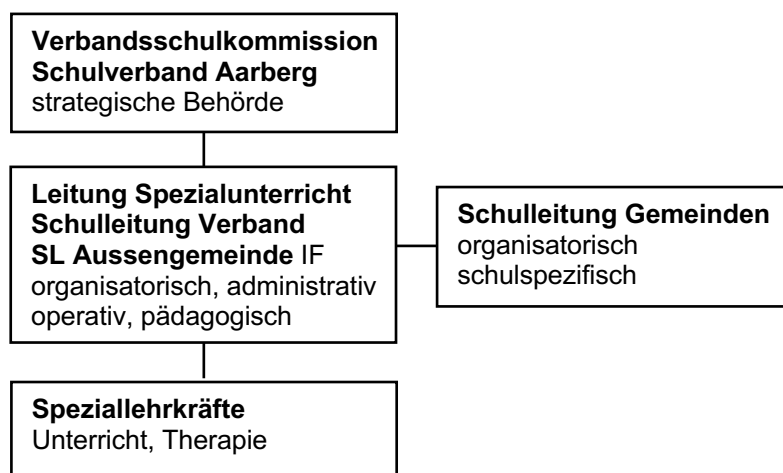 Verbandsschulkommission
Schulverband Aarberg
strategische Behörde
Leitung Spezialunterricht
Schulleitung Verband
SL Aussengemeinde IF
organisatorisch, administrativ
operativ, pädagogisch
Schulleitung Gemeinden
organisatorisch
schulspezifisch
Speziallehrkräfte
Unterricht, Therapie